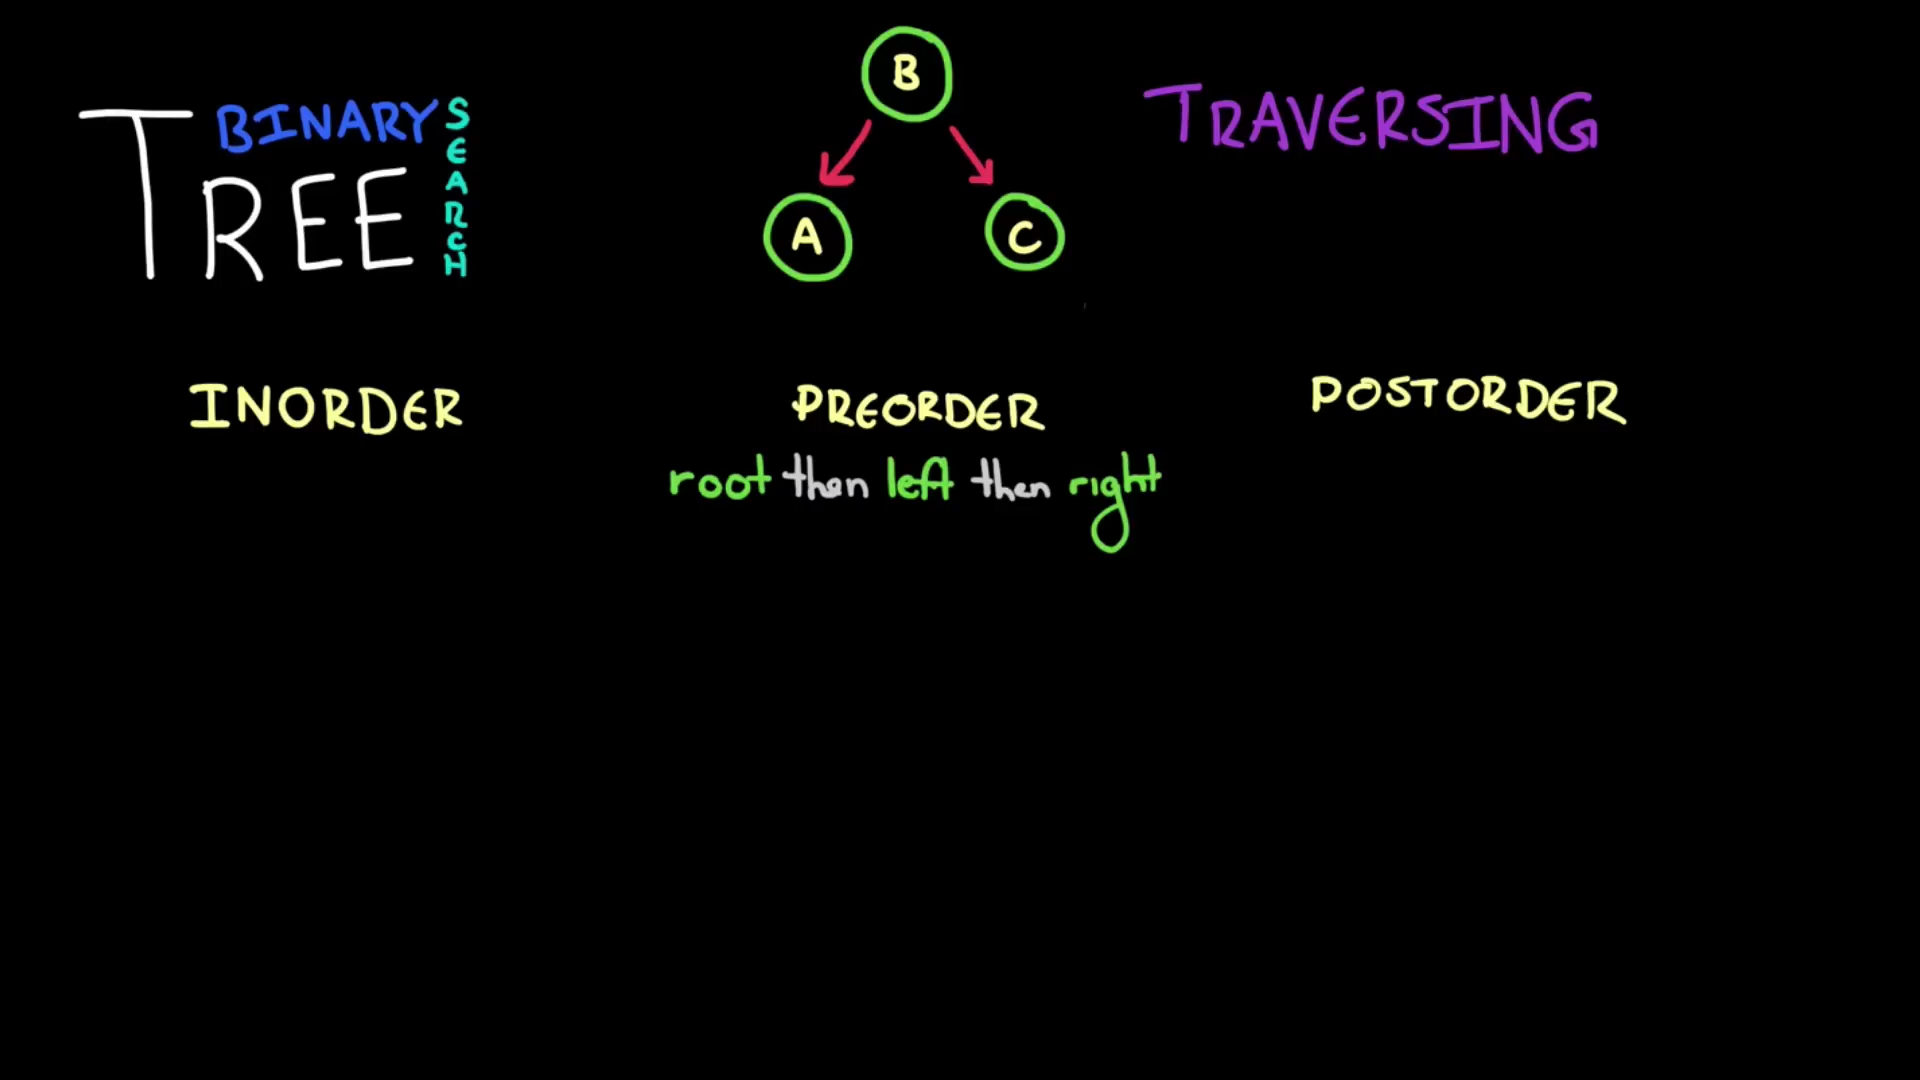 TREE
BINARY
SEARCH
B
A
C
TRAVERSING
INORDER
PREORDER
root then left then right
POSTORDER